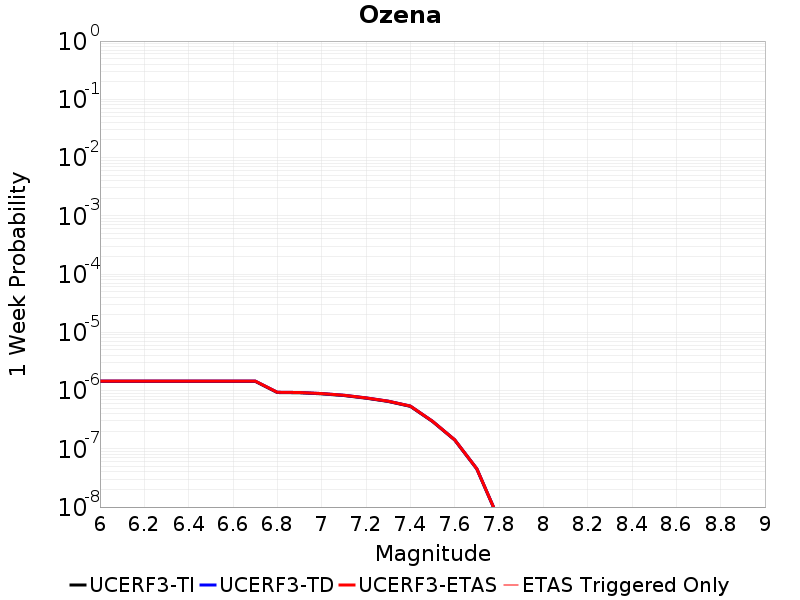 Ozena
1 Week Probability
10^0
10^-1
10^-2
10^-3
10^-4
10^-5
10^-6
10^-7
10^-8
6 6.2 6.4 6.6 6.8 7 7.2 7.4 7.6 7.8 8 8.2 8.4 8.6 8.8 9
Magnitude
UCERF3-TI UCERF3-TD UCERF3-ETAS ETAS Triggered Only